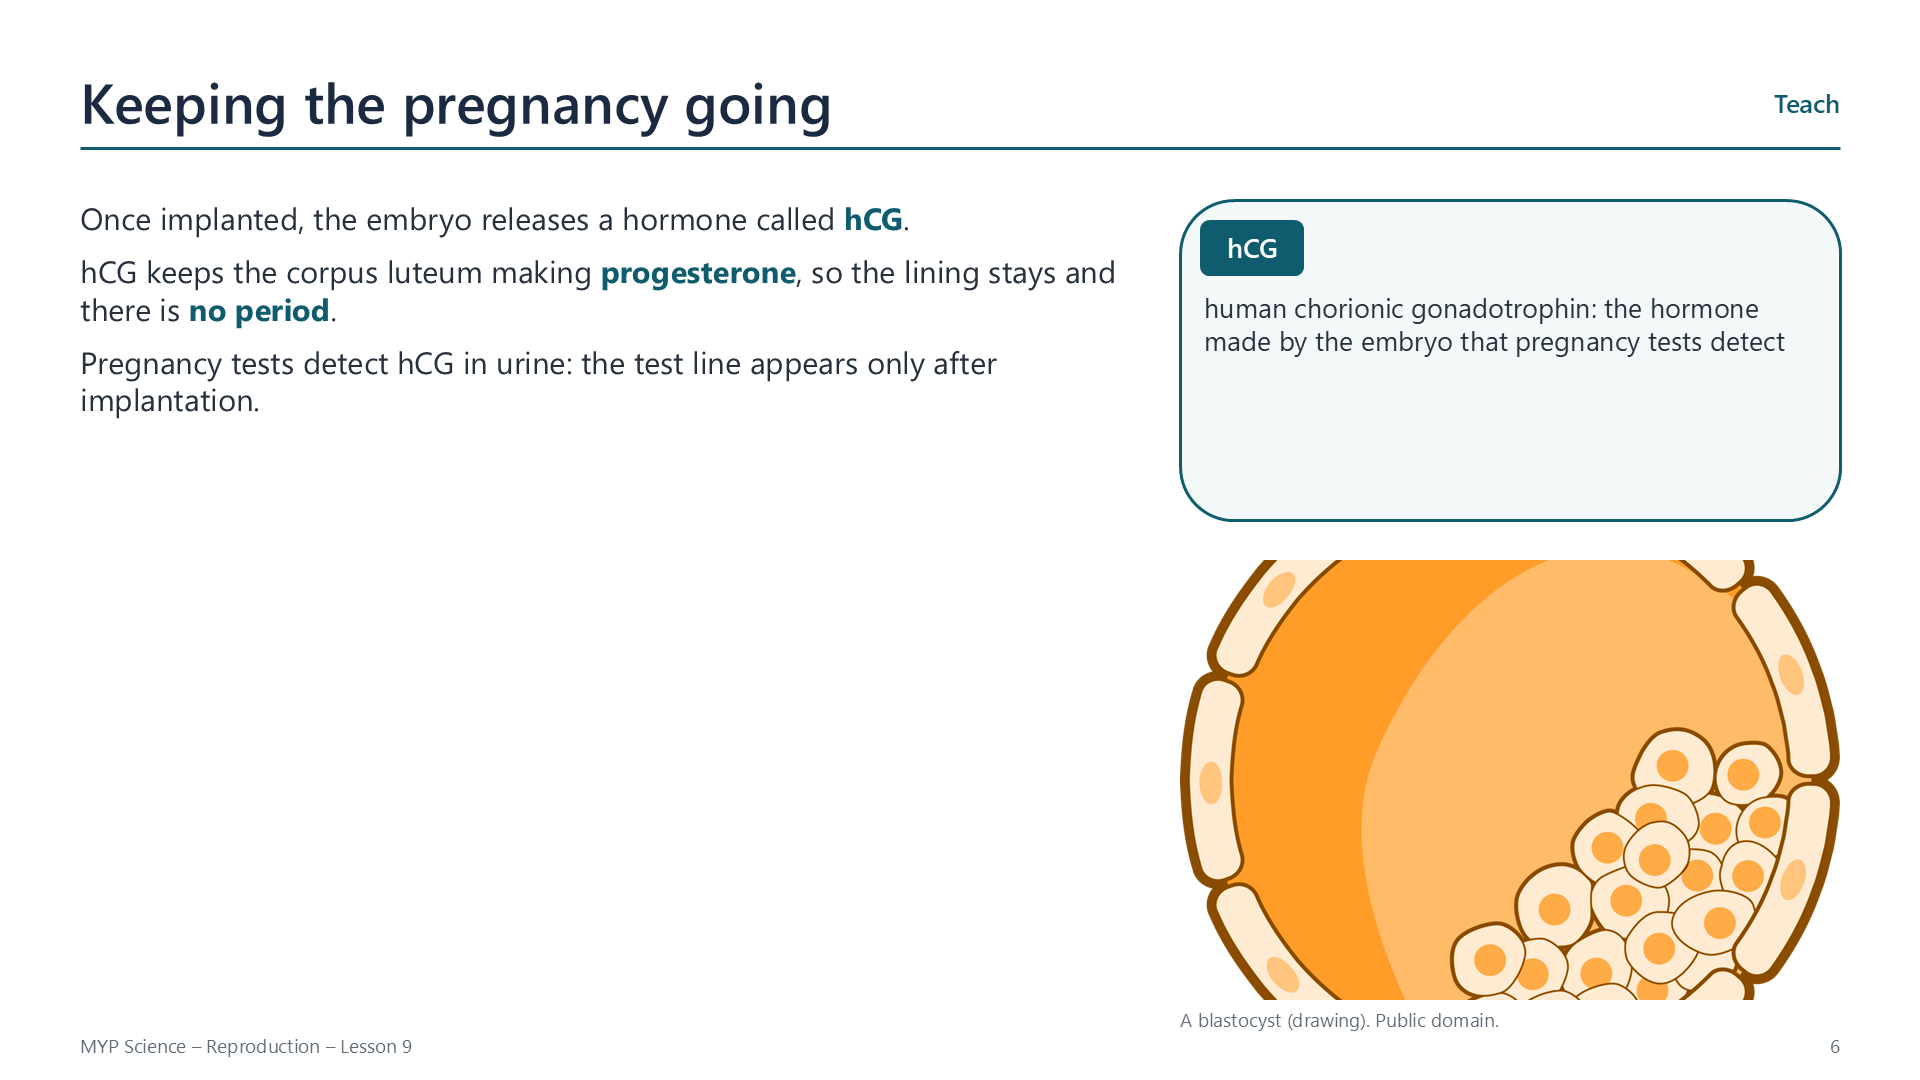 Keeping the pregnancy going
Teach
Once implanted, the embryo releases a hormone called hCG.
hCG keeps the corpus luteum making progesterone, so the lining stays and
there is no period.
Pregnancy tests detect hCG in urine: the test line appears only after
implantation.
hCG
human chorionic gonadotrophin: the hormone
made by the embryo that pregnancy tests detect
A blastocyst (drawing). Public domain.
MYP Science – Reproduction – Lesson 9
6